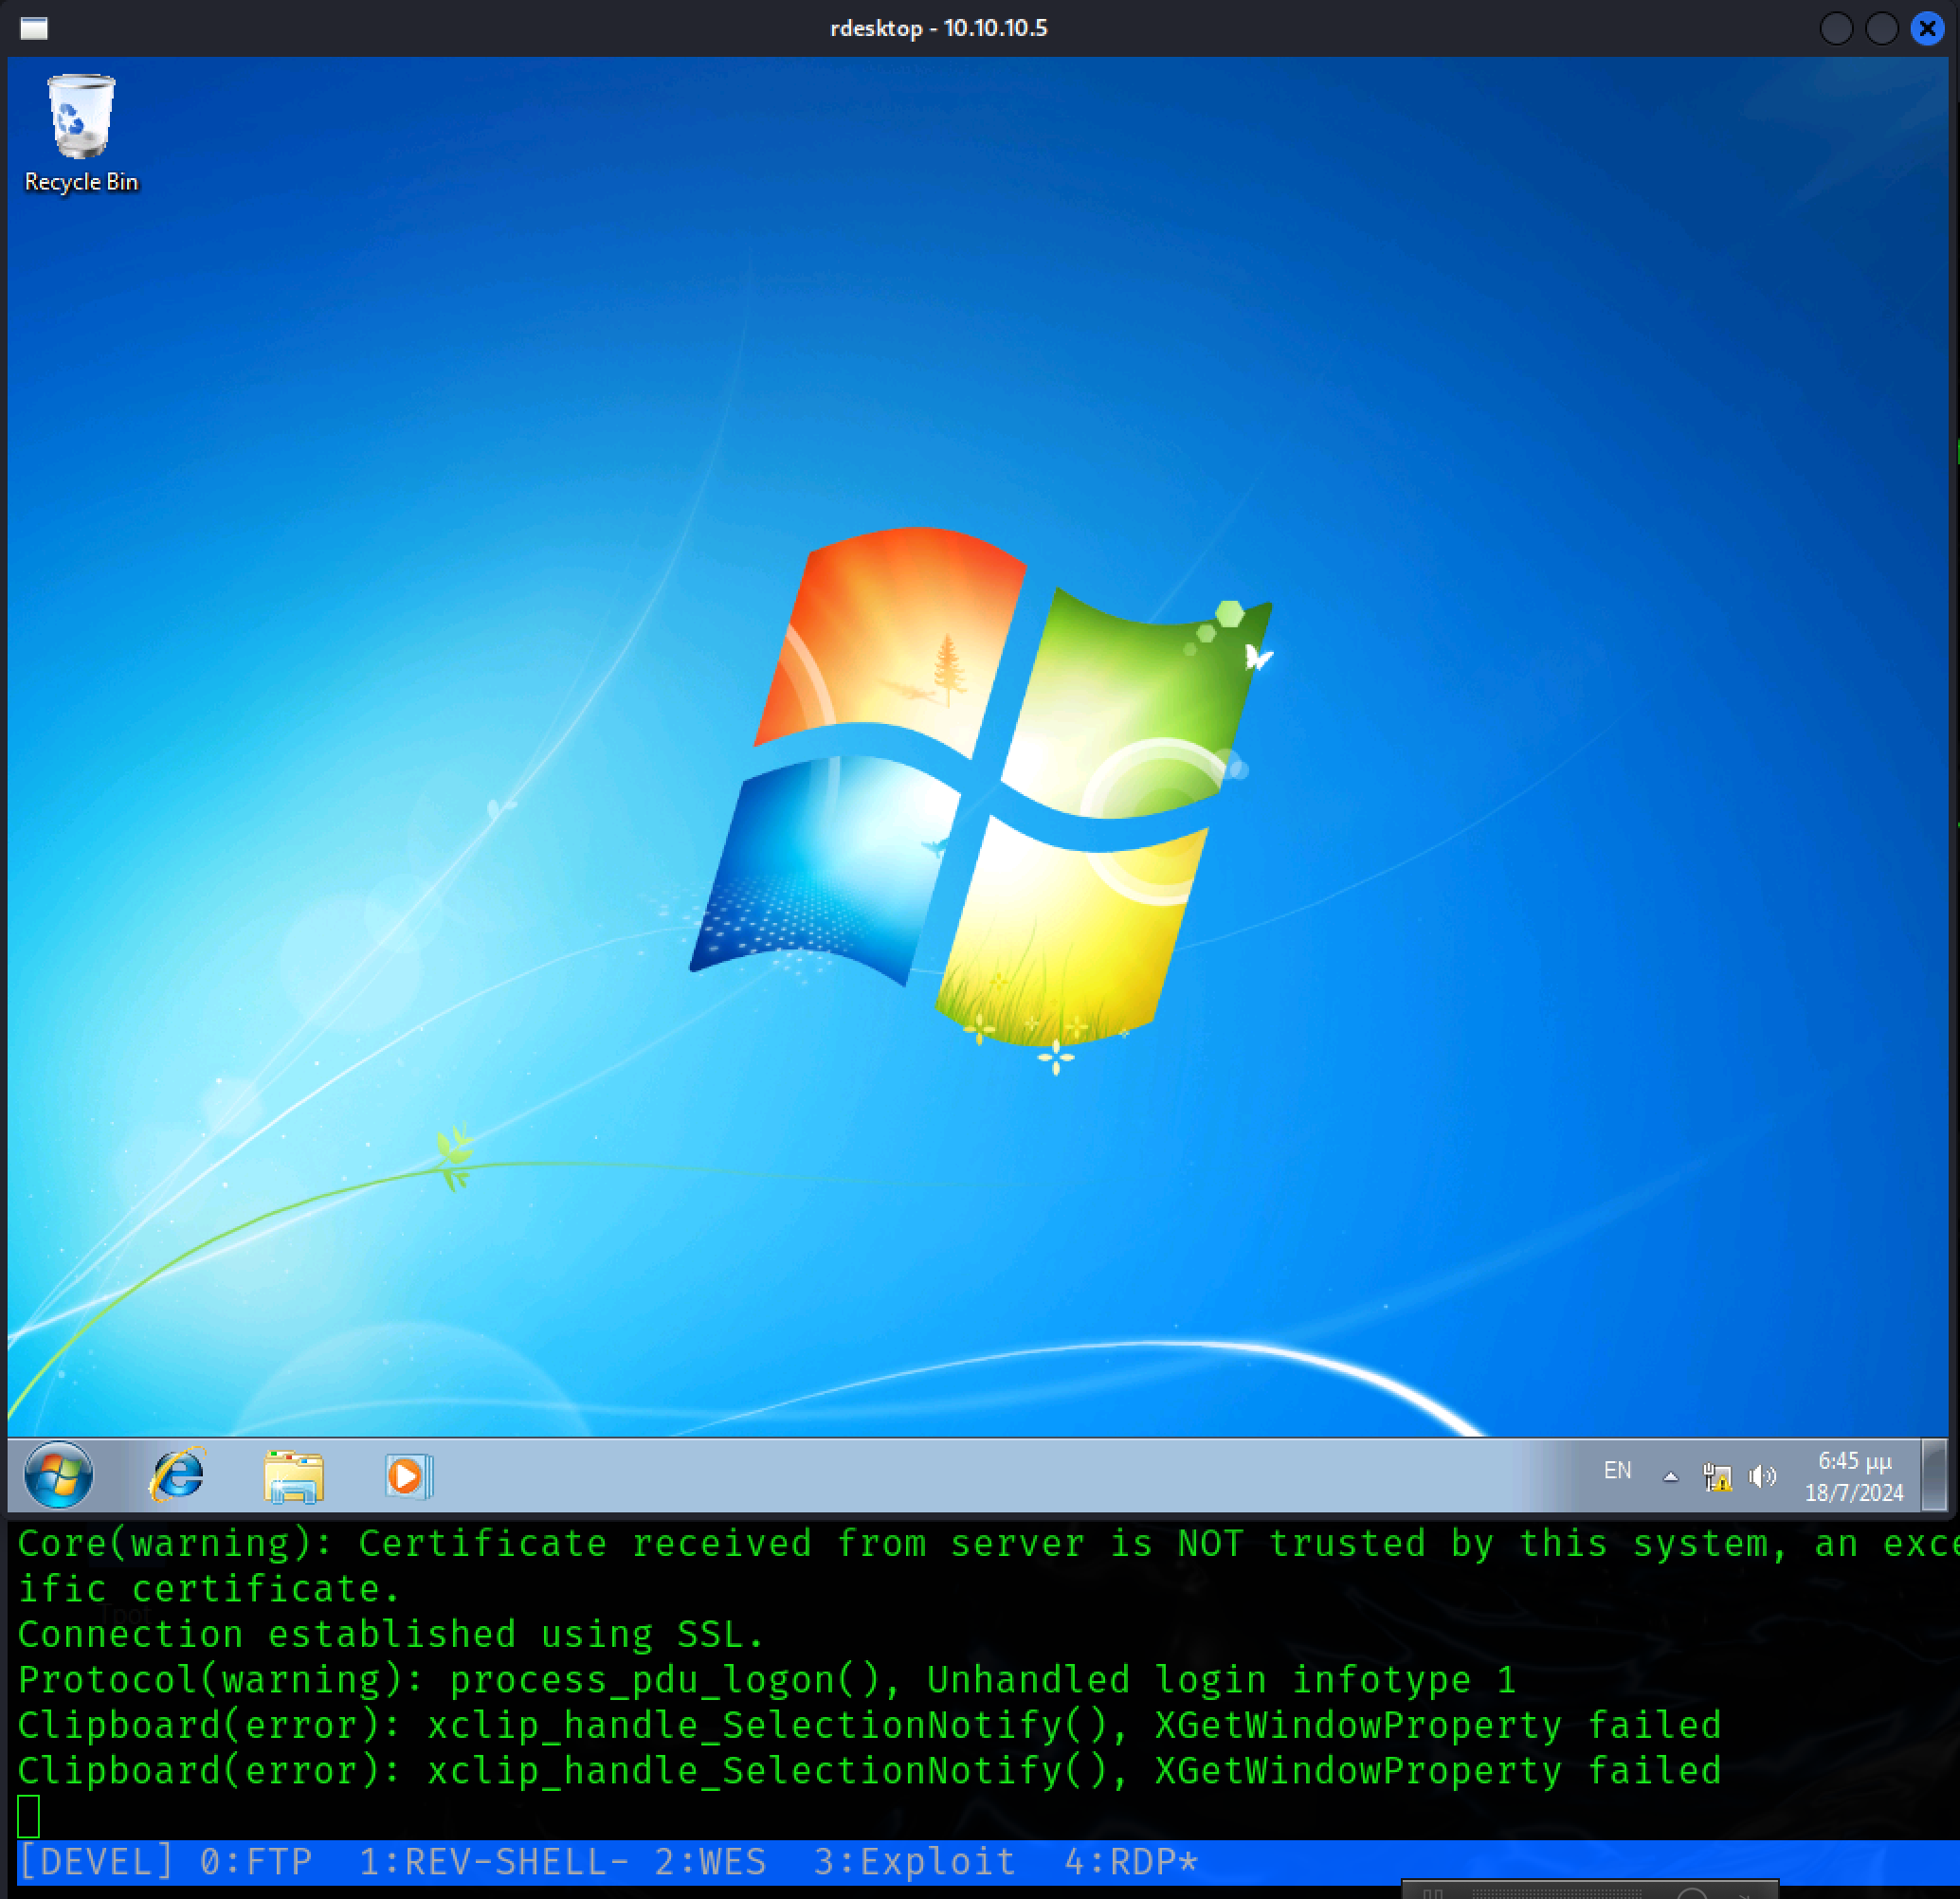 rdesktop - 10.10.10.5
Recycle Bin
EN
6:45 μμ
18/7/2024
Core(warning): Certificate received from server is NOT trusted by this system, an exce
ific certificate.
Connection established using SSL.
Protocol(warning): process_pdu_logon(), Unhandled login infotype 1
Clipboard(error): xclip_handle_SelectionNotify(), XGetWindowProperty failed
Clipboard(error): xclip_handle_SelectionNotify(), XGetWindowProperty failed
[DEVEL] 0:FTP 1:REV-SHELL- 2:WES 3:Exploit 4:RDP*